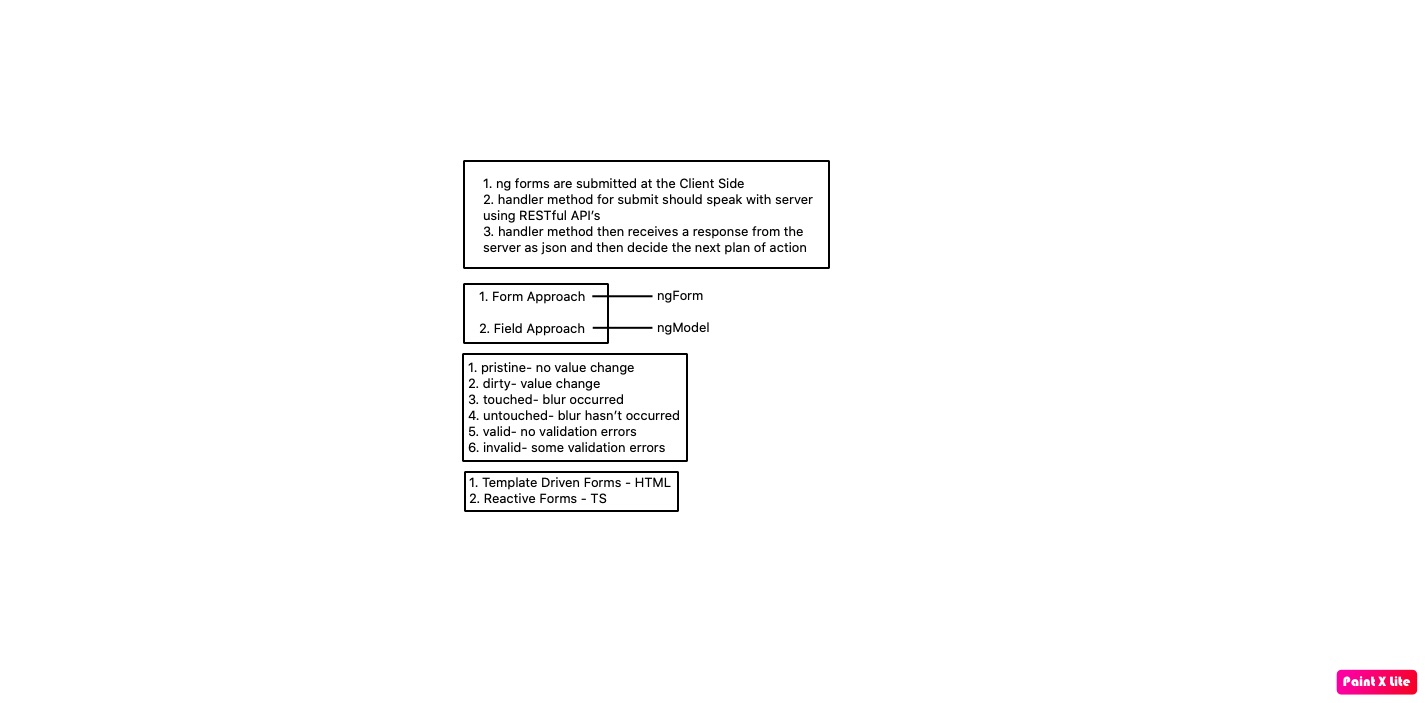 1. ng forms are submitted at the Client Side
2. handler method for submit should speak with server
using RESTful API's
3. handler method then receives a response from the
server as json and then decide the next plan of action
1. Form Approach ngForm
2. Field Approach ngModel
1. pristine- no value change
2. dirty- value change
3. touched- blur occurred
4. untouched- blur hasn't occurred
5. valid- no validation errors
6. invalid- some validation errors
1. Template Driven Forms - HTML
2. Reactive Forms - TS
Paint X Lite